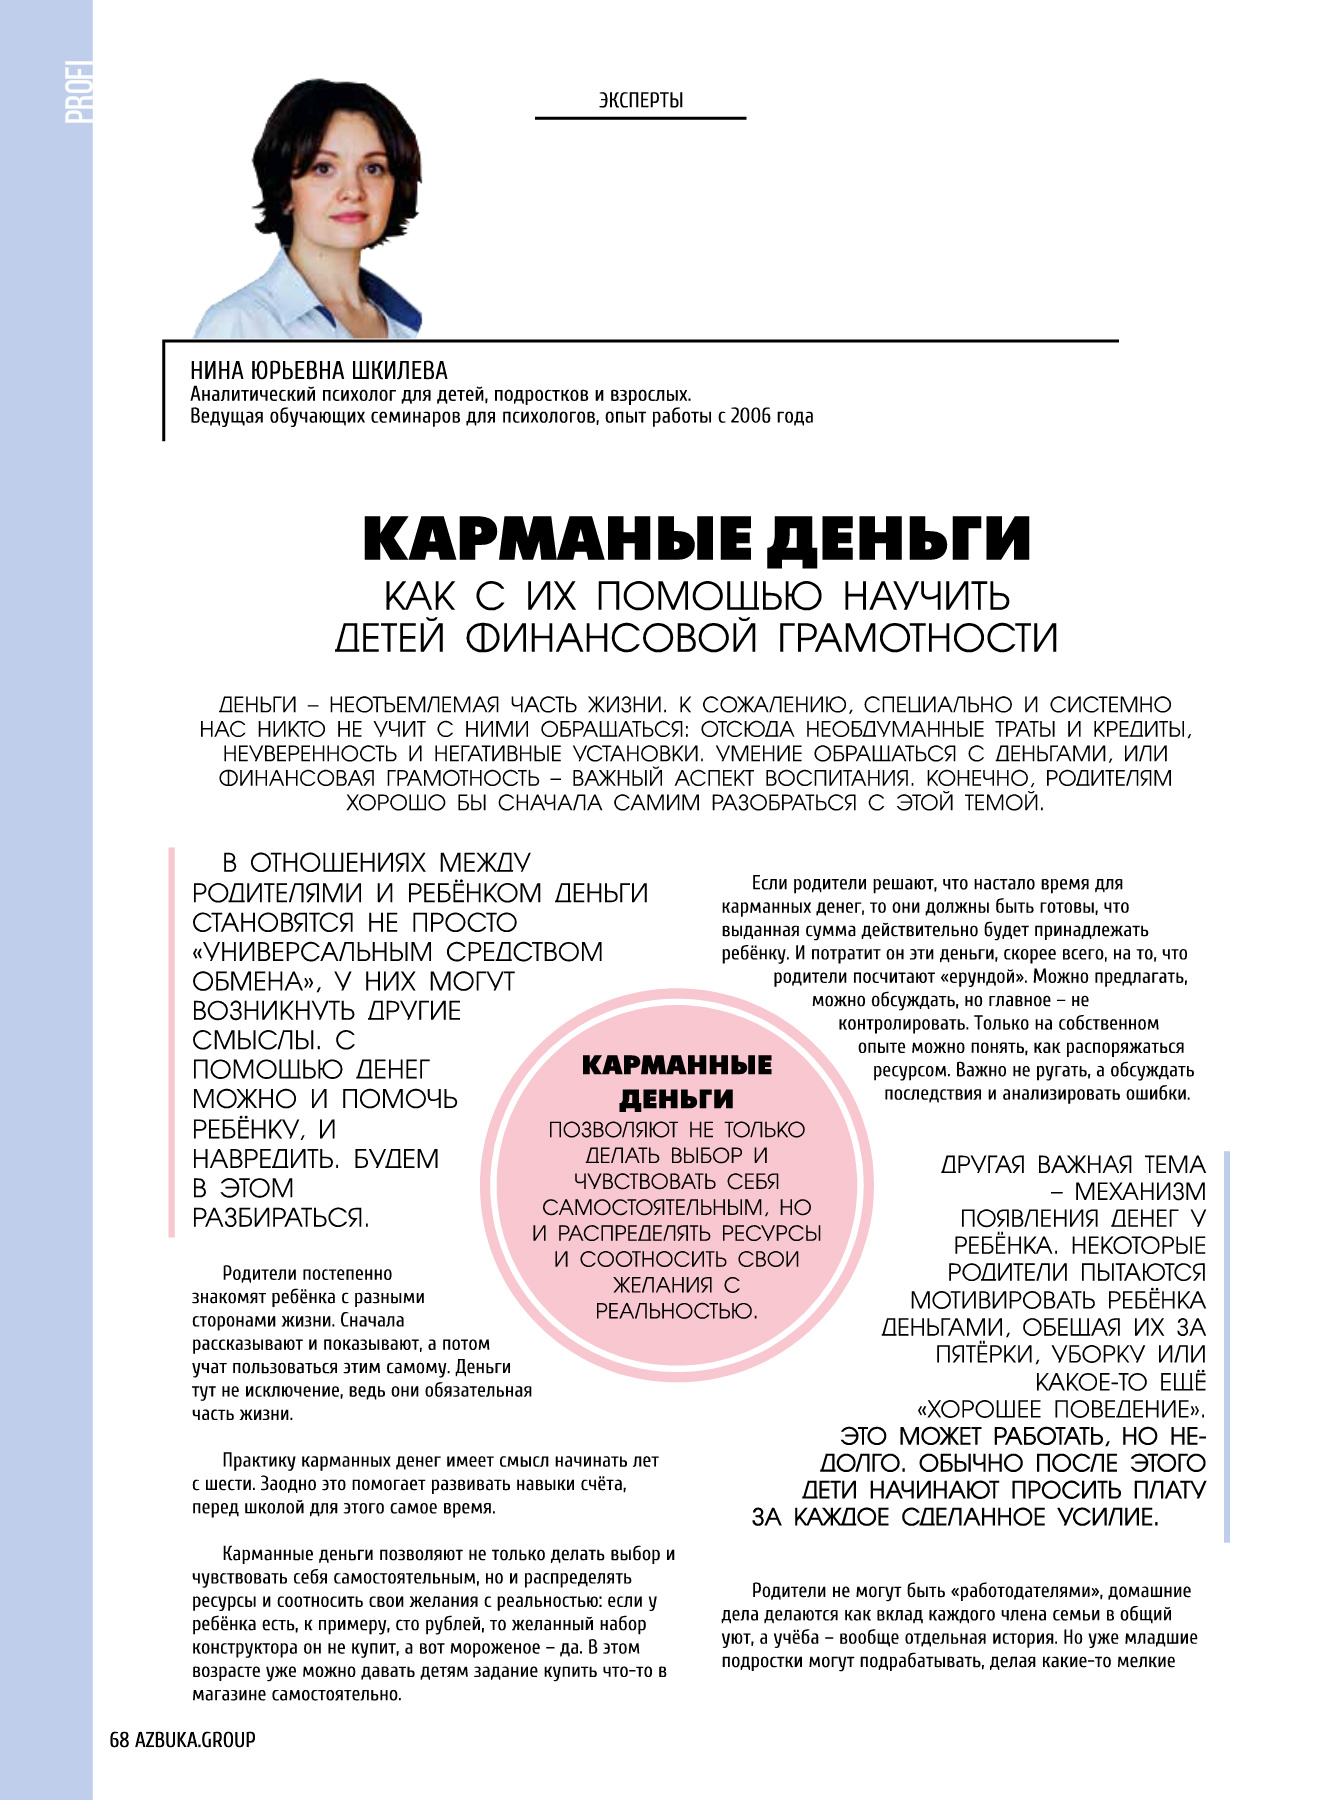 PROFI
ЭКСПЕРТЫ
НИНА ЮРЬЕВНА ШКИЛЕВА
Аналитический психолог для детей, подростков и взрослых.
Ведущая обучающих семинаров для психологов, опыт работы с 2006 года
КАРМАНЫЕ ДЕНЬГИ
КАК С ИХ ПОМОЩЬЮ НАУЧИТЬ
ДЕТЕЙ ФИНАНСОВОЙ ГРАМОТНОСТИ
ДЕНЬГИ – НЕОТЪЕМЛЕМАЯ ЧАСТЬ ЖИЗНИ. К СОЖАЛЕНИЮ, СПЕЦИАЛЬНО И СИСТЕМНО
НАС НИКТО НЕ УЧИТ С НИМИ ОБРАЩАТЬСЯ: ОТСЮДА НЕОБДУМАННЫЕ ТРАТЫ И КРЕДИТЫ,
НЕУВЕРЕННОСТЬ И НЕГАТИВНЫЕ УСТАНОВКИ. УМЕНИЕ ОБРАЩАТЬСЯ С ДЕНЬГАМИ, ИЛИ
ФИНАНСОВАЯ ГРАМОТНОСТЬ – ВАЖНЫЙ АСПЕКТ ВОСПИТАНИЯ. КОНЕЧНО, РОДИТЕЛЯМ
ХОРОШО БЫ СНАЧАЛА САМИМ РАЗОБРАТЬСЯ С ЭТОЙ ТЕМОЙ.
В ОТНОШЕНИЯХ МЕЖДУ
РОДИТЕЛЯМИ И РЕБЁНКОМ ДЕНЬГИ
СТАНОВЯТСЯ НЕ ПРОСТО
«УНИВЕРСАЛЬНЫМ СРЕДСТВОМ
ОБМЕНА», У НИХ МОГУТ
ВОЗНИКНУТЬ ДРУГИЕ
СМЫСЛЫ. С
ПОМОЩЬЮ ДЕНЕГ
МОЖНО И ПОМОЧЬ
РЕБЁНКУ, И
НАВРЕДИТЬ. БУДЕМ
В ЭТОМ
РАЗБИРАТЬСЯ.
Родители постепенно
знакомят ребёнка с разными
сторонами жизни. Сначала
рассказывают и показывают, а потом
учат пользоваться этим самому. Деньги
тут не исключение, ведь они обязательная
часть жизни.
Практику карманных денег имеет смысл начинать лет
с шести. Заодно это помогает развивать навыки счёта,
перед школой для этого самое время.
Карманные деньги позволяют не только делать выбор и
чувствовать себя самостоятельным, но и распределять
ресурсы и соотносить свои желания с реальностью: если у
ребёнка есть, к примеру, сто рублей, то желанный набор
конструктора он не купит, а вот мороженое – да. В этом
возрасте уже можно давать детям задание купить что-то в
магазине самостоятельно.
КАРМАННЫЕ
ДЕНЬГИ
ПОЗВОЛЯЮТ НЕ ТОЛЬКО
ДЕЛАТЬ ВЫБОР И
ЧУВСТВОВАТЬ СЕБЯ
САМОСТОЯТЕЛЬНЫМ, НО
И РАСПРЕДЕЛЯТЬ РЕСУРСЫ
И СООТНОСИТЬ СВОИ
ЖЕЛАНИЯ С
РЕАЛЬНОСТЬЮ.
Если родители решают, что настало время для
карманных денег, то они должны быть готовы, что
выданная сумма действительно будет принадлежать
ребёнку. И потратит он эти деньги, скорее всего, на то, что
родители посчитают «ерундой». Можно предлагать,
можно обсуждать, но главное – не
контролировать. Только на собственном
опыте можно понять, как распоряжаться
ресурсом. Важно не ругать, а обсуждать
последствия и анализировать ошибки.
ДРУГАЯ ВАЖНАЯ ТЕМА
– МЕХАНИЗМ
ПОЯВЛЕНИЯ ДЕНЕГ У
РЕБЁНКА. НЕКОТОРЫЕ
РОДИТЕЛИ ПЫТАЮТСЯ
МОТИВИРОВАТЬ РЕБЁНКА
ДЕНЬГАМИ, ОБЕЩАЯ ИХ ЗА
ПЯТЁРКИ, УБОРКУ ИЛИ
КАКОЕ-ТО ЕЩЁ
«ХОРОШЕЕ ПОВЕДЕНИЕ».
ЭТО МОЖЕТ РАБОТАТЬ, НО НЕ-
ДОЛГО. ОБЫЧНО ПОСЛЕ ЭТОГО
ДЕТИ НАЧИНАЮТ ПРОСИТЬ ПЛАТУ
ЗА КАЖДОЕ СДЕЛАННОЕ УСИЛИЕ.
Родители не могут быть «работодателями», домашние
дела делаются как вклад каждого члена семьи в общий
уют, а учёба – вообще отдельная история. Но уже младшие
подростки могут подрабатывать, делая какие-то мелкие
68 AZBUKA.GROUP